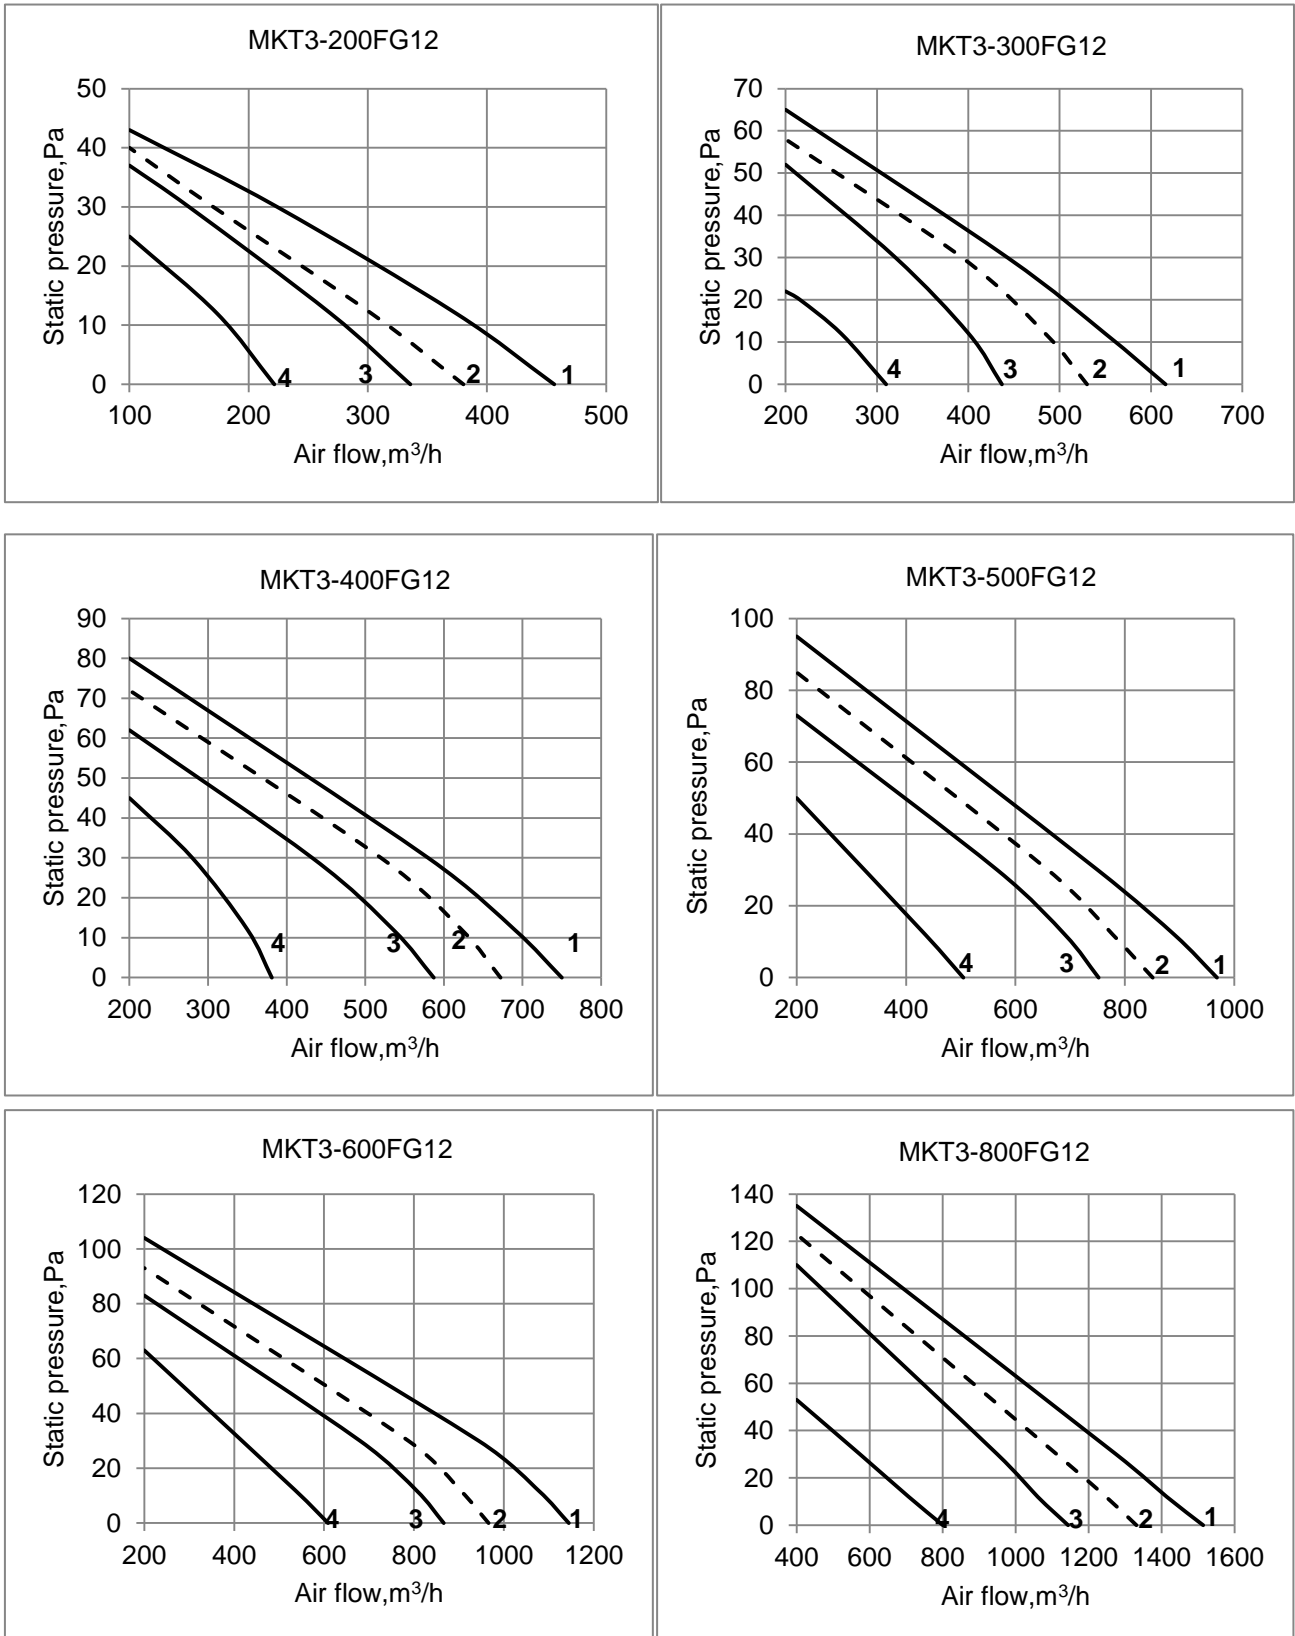 MKT3-200FG12
50
40
30
20
10
0
Static pressure,Pa
4
3
2
1
100 200 300 400 500
Air flow,m³/h
MKT3-300FG12
70
60
50
40
30
20
10
0
Static pressure,Pa
4
3
2
1
200 300 400 500 600 700
Air flow,m³/h
MKT3-400FG12
90
80
70
60
50
40
30
20
10
0
Static pressure,Pa
4
3
2
1
200 300 400 500 600 700 800
Air flow,m³/h
MKT3-500FG12
100
80
60
40
20
0
Static pressure,Pa
4
3
2
1
200 400 600 800 1000
Air flow,m³/h
MKT3-600FG12
120
100
80
60
40
20
0
Static pressure,Pa
4
3
2
1
200 400 600 800 1000 1200
Air flow,m³/h
MKT3-800FG12
140
120
100
80
60
40
20
0
Static pressure,Pa
4
3
2
1
400 600 800 1000 1200 1400 1600
Air flow,m³/h